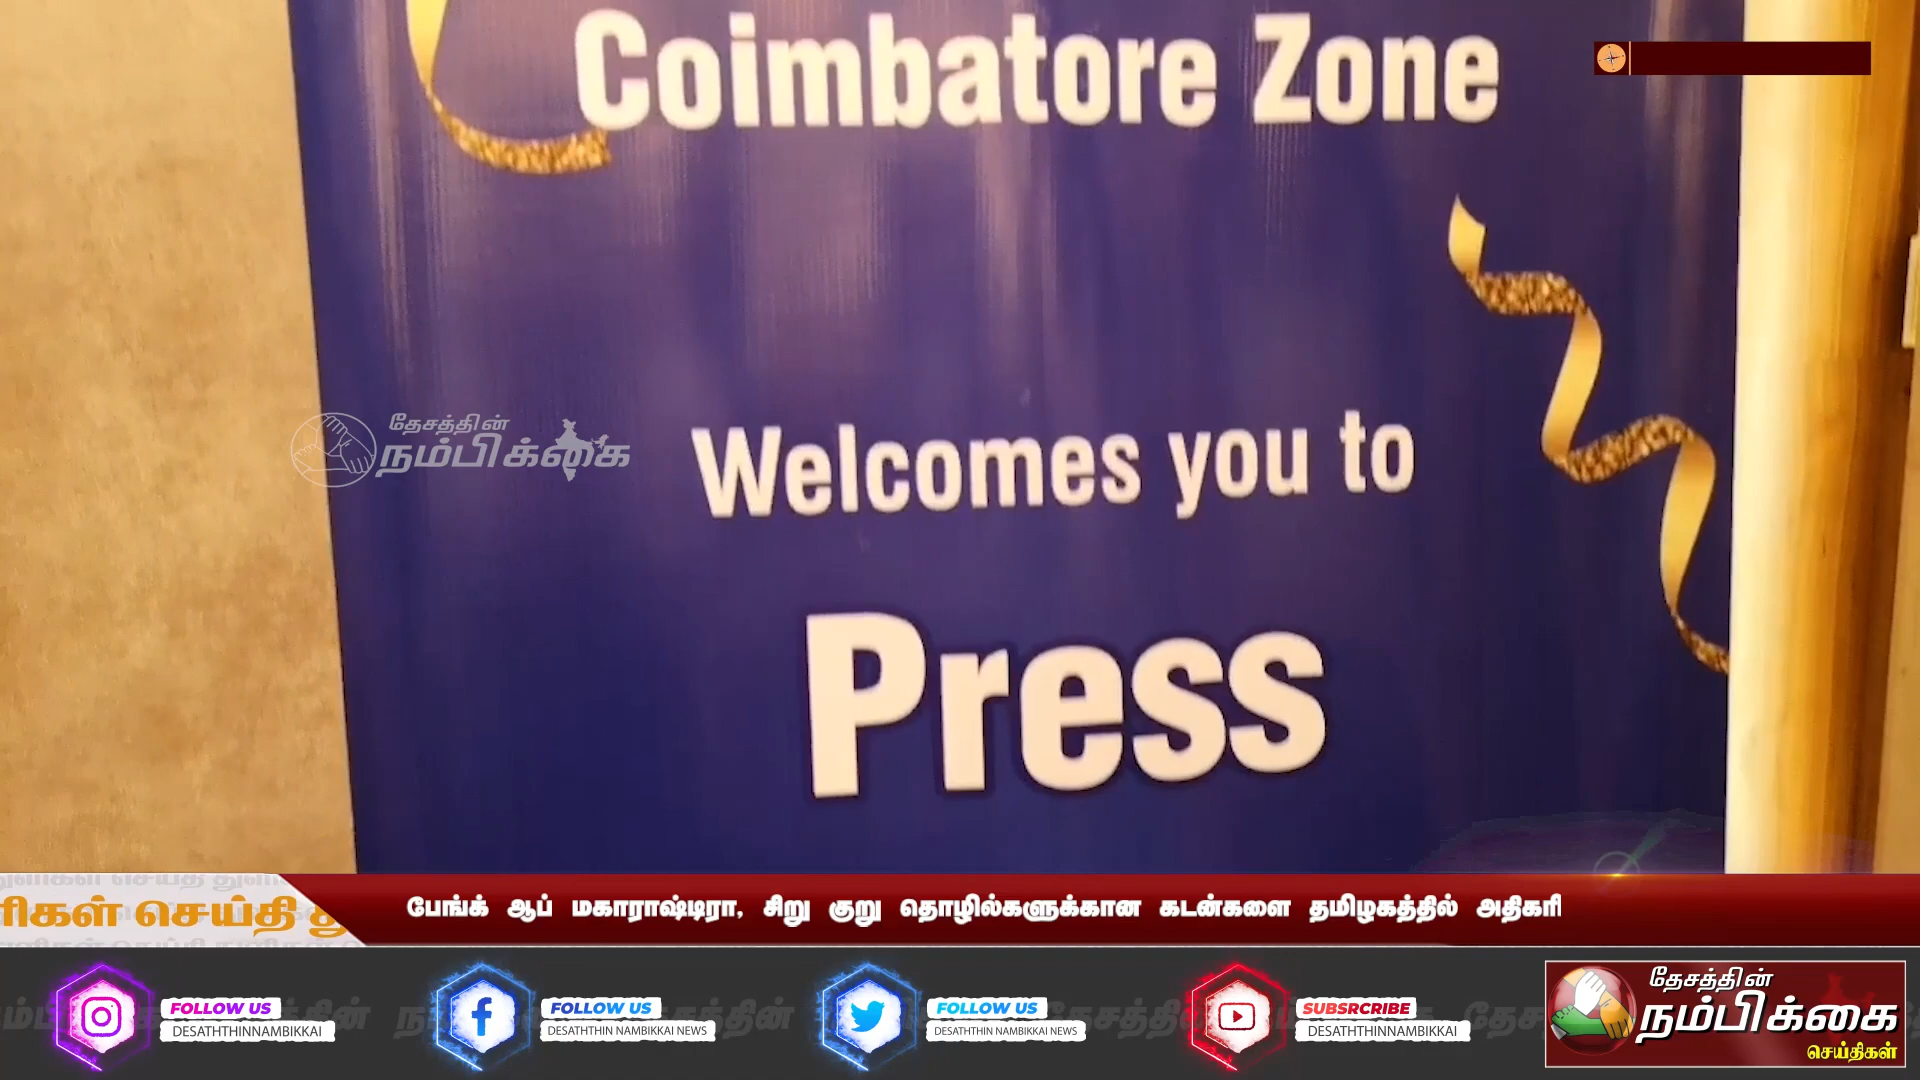 Coimbatore Zone
Welcomes you to
Press
தேசத்தின்
நம்பிக்கை
செய்தி
பேங்க் ஆப் மகாராஷ்டிரா, சிறு குறு தொழில்களுக்கான கடன்களை தமிழகத்தில் அதிகரி
FOLLOW US
DESATHTHINNAMBIKKAI
FOLLOW US
DESATHTHIN NAMBIKKAI NEWS
FOLLOW US
DESATHTHIN NAMBIKKAI NEWS
SUBSRCRIBE
DESATHTHINNAMBIKKAI
தேசத்தின்
நம்பிக்கை
செய்திகள்